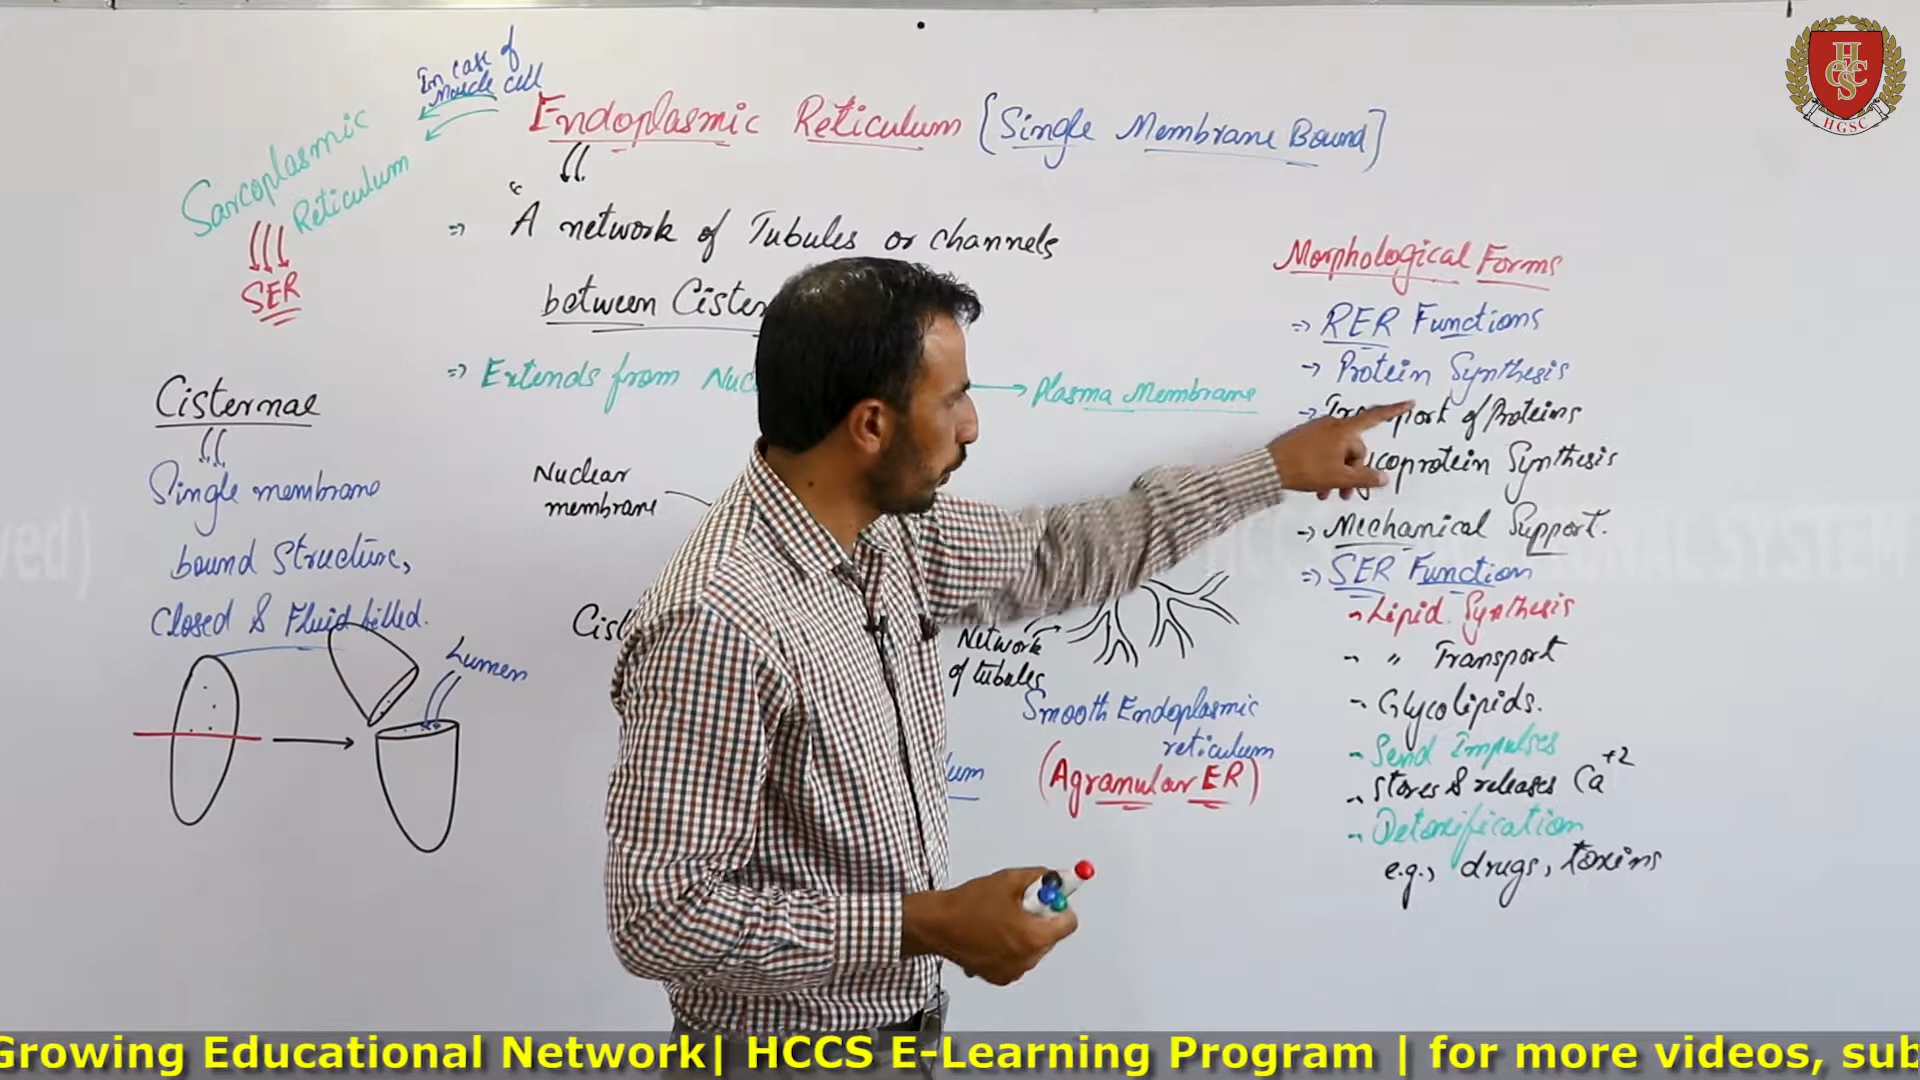 In case of
Muscle cell
Endoplasmic Reticulum [Single Membrane Bound]
Sarcoplasmic
Reticulum
SER
"A network of Tubules or channels
between
Extends from → Plasma Membrane
Cisternae
Single membrane
bound Structure,
Closed & Fluid filled.
Lumen
Nuclear
membrane
Network
of tubules
Smooth Endoplasmic
reticulum
(Agranular ER)
Morphological Forms
⇒ RER Functions
→ Protein Synthesis
→ Transport of Proteins
Synthesis
→ Mechanical Support.
⇒ SER Function
- Lipid Synthesis
- " Transport
- Glycolipids.
- Send Impulses
- Stores & releases Ca+2
- Detoxification
e.g., drugs, toxins
HCCS
HGSC
Growing Educational Network| HCCS E-Learning Program | for more videos,